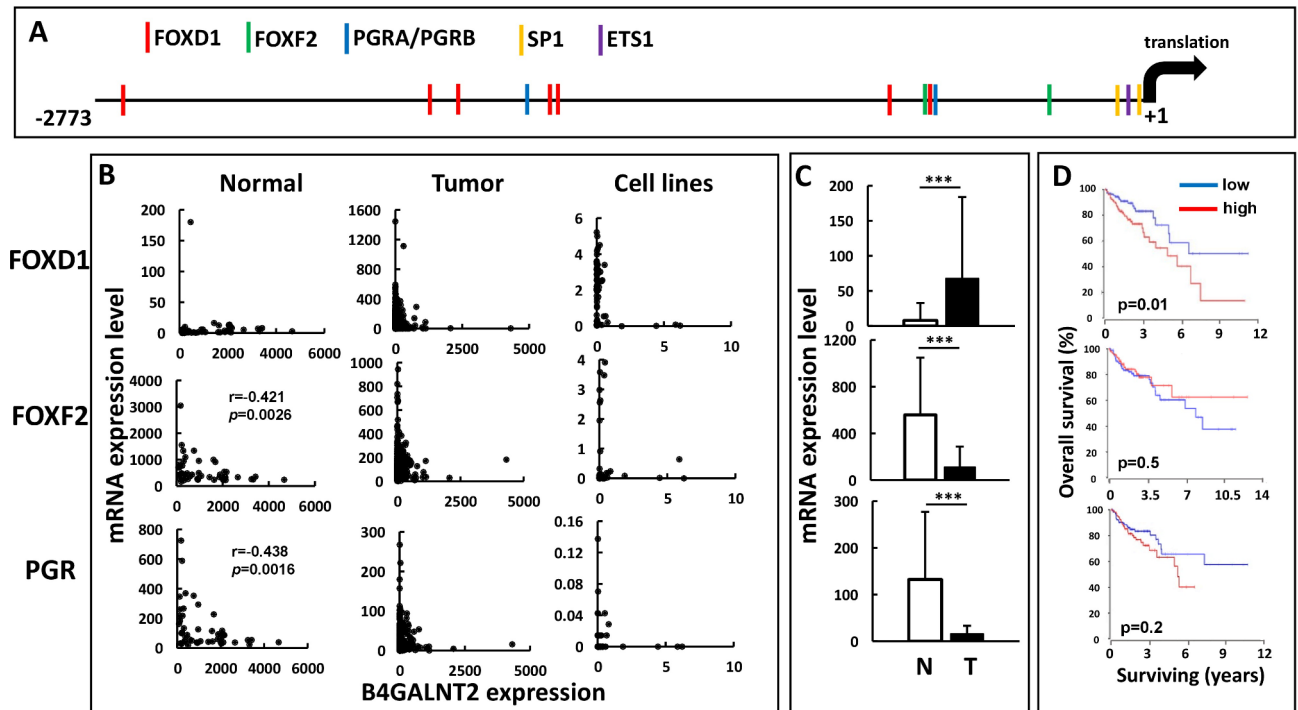 A
FOXD1 FOXF2 PGRA/PGRB SP1 ETS1
translation
-2773
+1
B
Normal Tumor Cell lines
FOXD1
FOXF2
PGR
mRNA expression level
200
150
100
50
0
0 2000 4000 6000
1600
1200
800
400
0
0 2500 5000
6
4
2
0
0 5 10
4000
3000
2000
1000
0
0 2000 4000 6000
r=-0.421
p=0.0026
1000
800
600
400
200
0
0 2500 5000
4
3
2
1
0
0 5 10
800
600
400
200
0
0 2000 4000 6000
r=-0.438
p=0.0016
300
200
100
0
0 2500 5000
0.16
0.12
0.08
0.04
0
0 5 10
B4GALNT2 expression
C
mRNA expression level
200
150
100
50
0
***
1200
800
400
0
***
300
200
100
0
***
N T
D
low
high
Overall survival (%)
100
80
60
40
20
0
p=0.01
0 3 6 9 12
100
80
60
40
20
0
p=0.5
0 3.5 7 10.5 14
100
80
60
40
20
0
p=0.2
0 3 6 9 12
Surviving (years)